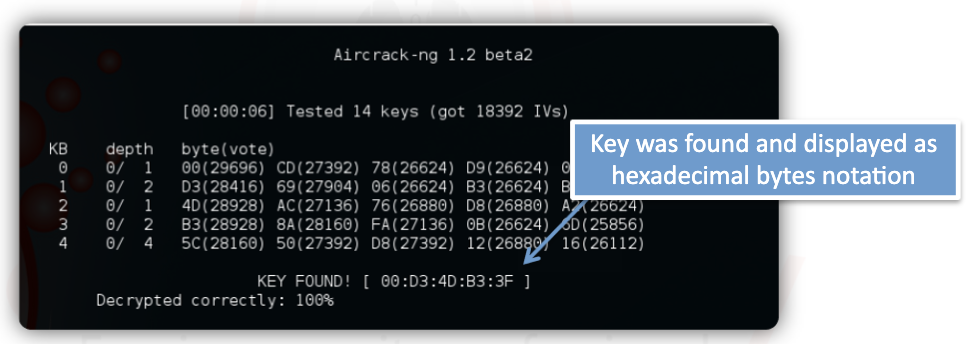 Aircrack-ng 1.2 beta2
[00:00:06] Tested 14 keys (got 18392 IVs)
KB depth byte(vote)
0 0/ 1 00(29696) CD(27392) 78(26624) D9(26624) 0
1 0/ 2 D3(28416) 69(27904) 06(26624) B3(26624) B
2 0/ 1 4D(28928) AC(27136) 76(26880) D8(26880) A2(26624)
3 0/ 2 B3(28928) 8A(28160) FA(27136) 0B(26624) 6D(25856)
4 0/ 4 5C(28160) 50(27392) D8(27392) 12(26880) 16(26112)
KEY FOUND! [ 00:D3:4D:B3:3F ]
Decrypted correctly: 100%
Key was found and displayed as
hexadecimal bytes notation